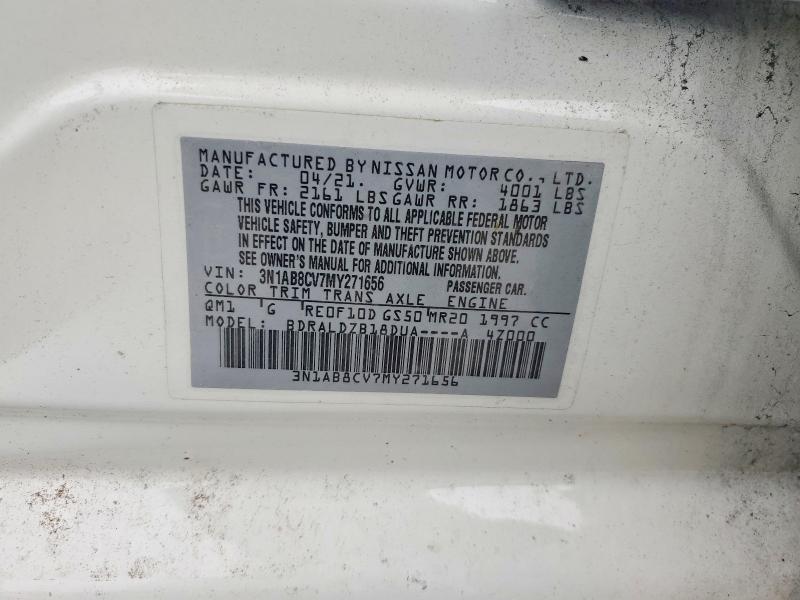 MANUFACTURED BY NISSAN MOTOR CO., LTD.
DATE: 04/21. GVWR: 4001 LBS
GAWR FR: 2161 LBS GAWR RR: 1863 LBS
THIS VEHICLE CONFORMS TO ALL APPLICABLE FEDERAL MOTOR
VEHICLE SAFETY, BUMPER AND THEFT PREVENTION STANDARDS
IN EFFECT ON THE DATE OF MANUFACTURE SHOWN ABOVE.
SEE OWNER'S MANUAL FOR ADDITIONAL INFORMATION.
VIN: 3N1AB8CV7MY271656 PASSENGER CAR.
COLOR TRIM TRANS AXLE ENGINE
QM1 G RE0F10D GS50 MR20 1997 CC
MODEL: BDRALDZB18DUA----A 4Z000
3N1AB8CV7MY271656